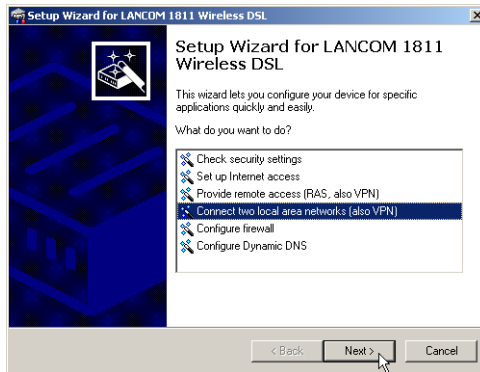 Setup Wizard for LANCOM 1811 Wireless DSL
Setup Wizard for LANCOM 1811
Wireless DSL
This wizard lets you configure your device for specific
applications quickly and easily.
What do you want to do?
Check security settings
Set up Internet access
Provide remote access (RAS, also VPN)
Connect two local area networks (also VPN)
Configure firewall
Configure Dynamic DNS
< Back
Next >
Cancel